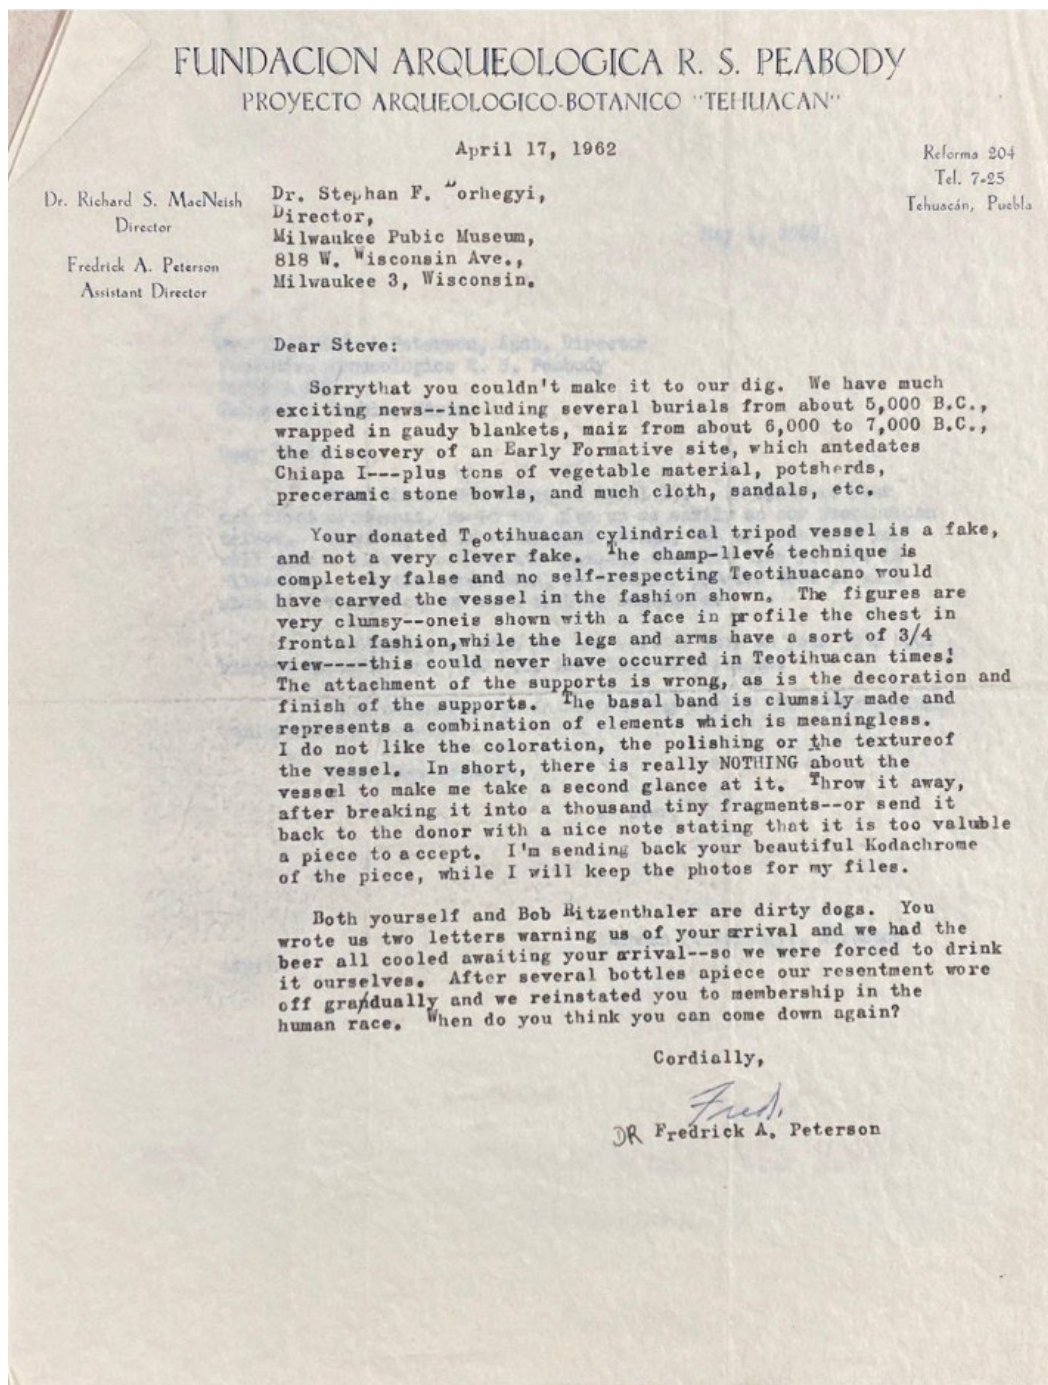 FUNDACION ARQUEOLOGICA R. S. PEABODY
PROYECTO ARQUEOLOGICO-BOTANICO "TEHUACAN"
April 17, 1962
Reforma 204
Tel. 7-25
Tehuacán, Puebla
Dr. Richard S. MacNeish
Director
Fredrick A. Peterson
Assistant Director
Dr. Stephan F. Borhegyi,
Director,
Milwaukee Pubic Museum,
818 W. Wisconsin Ave.,
Milwaukee 3, Wisconsin.
Dear Steve:
Sorrythat you couldn't make it to our dig. We have much
exciting news--including several burials from about 5,000 B.C.,
wrapped in gaudy blankets, maiz from about 6,000 to 7,000 B.C.,
the discovery of an Early Formative site, which antedates
Chiapa I---plus tons of vegetable material, potsherds,
preceramic stone bowls, and much cloth, sandals, etc.
Your donated Teotihuacan cylindrical tripod vessel is a fake,
and not a very clever fake. The champ-llevé technique is
completely false and no self-respecting Teotihuacano would
have carved the vessel in the fashion shown. The figures are
very clumsy--oneis shown with a face in profile the chest in
frontal fashion,while the legs and arms have a sort of 3/4
view----this could never have occurred in Teotihuacan times!
The attachment of the supports is wrong, as is the decoration and
finish of the supports. The basal band is clumsily made and
represents a combination of elements which is meaningless.
I do not like the coloration, the polishing or the textureof
the vessel. In short, there is really NOTHING about the
vessel to make me take a second glance at it. Throw it away,
after breaking it into a thousand tiny fragments--or send it
back to the donor with a nice note stating that it is too valuble
a piece to accept. I'm sending back your beautiful Kodachrome
of the piece, while I will keep the photos for my files.
Both yourself and Bob Ritzenthaler are dirty dogs. You
wrote us two letters warning us of your arrival and we had the
beer all cooled awaiting your arrival--so we were forced to drink
it ourselves. After several bottles apiece our resentment wore
off gradually and we reinstated you to membership in the
human race. When do you think you can come down again?
Cordially,
Fred.
DR Fredrick A. Peterson